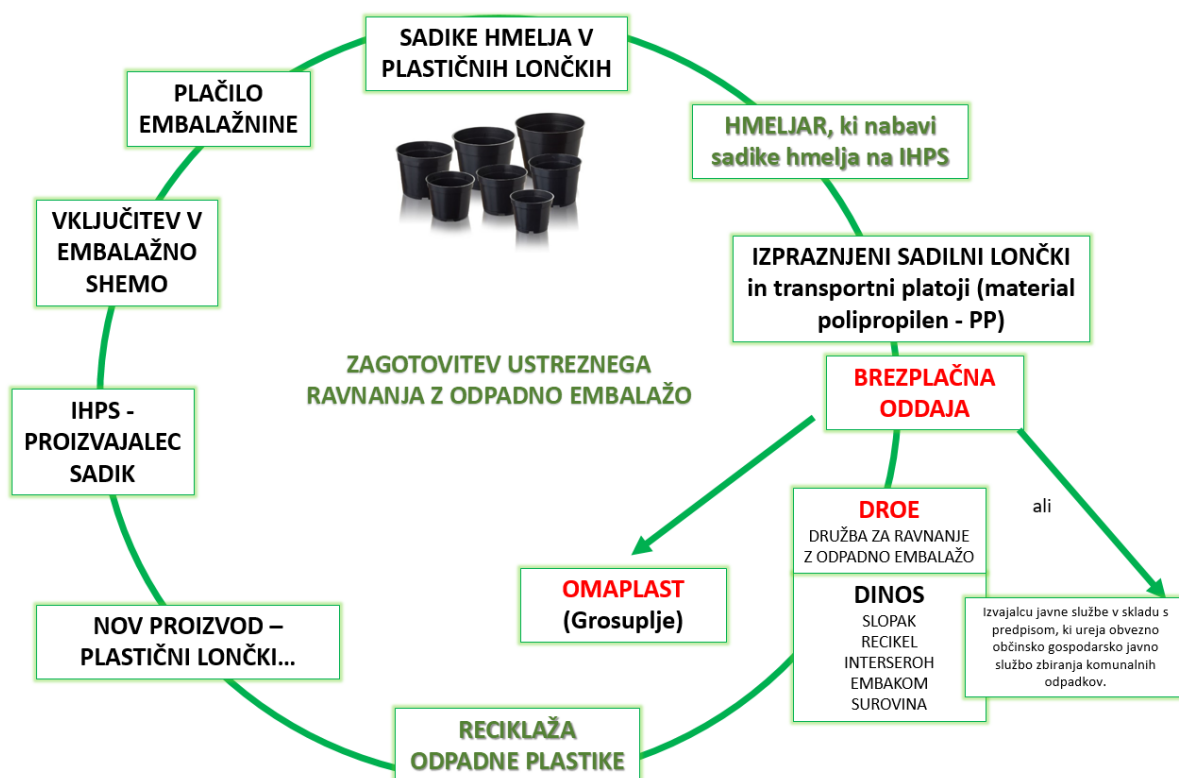 SADIKE HMELJA V
PLASTIČNIH LONČKIH
HMELJAR, ki nabavi
sadike hmelja na IHPS
IZPRAZNJENI SADILNI LONČKI
in transportni platoji (material
polipropilen - PP)
BREZPLAČNA
ODDAJA
ali
DROE
DRUŽBA ZA RAVNANJE
Z ODPADNO EMBALAŽO
DINOS
SLOPAK
RECIKEL
INTERSEROH
EMBAKOM
SUROVINA
Izvajalcu javne službe v skladu s
predpisom, ki ureja obvezno
občinsko gospodarsko javno
službo zbiranja komunalnih
odpadkov.
OMAPLAST
(Grosuplje)
RECIKLAŽA
ODPADNE PLASTIKE
NOV PROIZVOD –
PLASTIČNI LONČKI...
IHPS -
PROIZVAJALEC
SADIK
VKLJUČITEV V
EMBALAŽNO
SHEMO
PLAČILO
EMBALAŽNINE
ZAGOTOVITEV USTREZNEGA
RAVNANJA Z ODPADNO EMBALAŽO